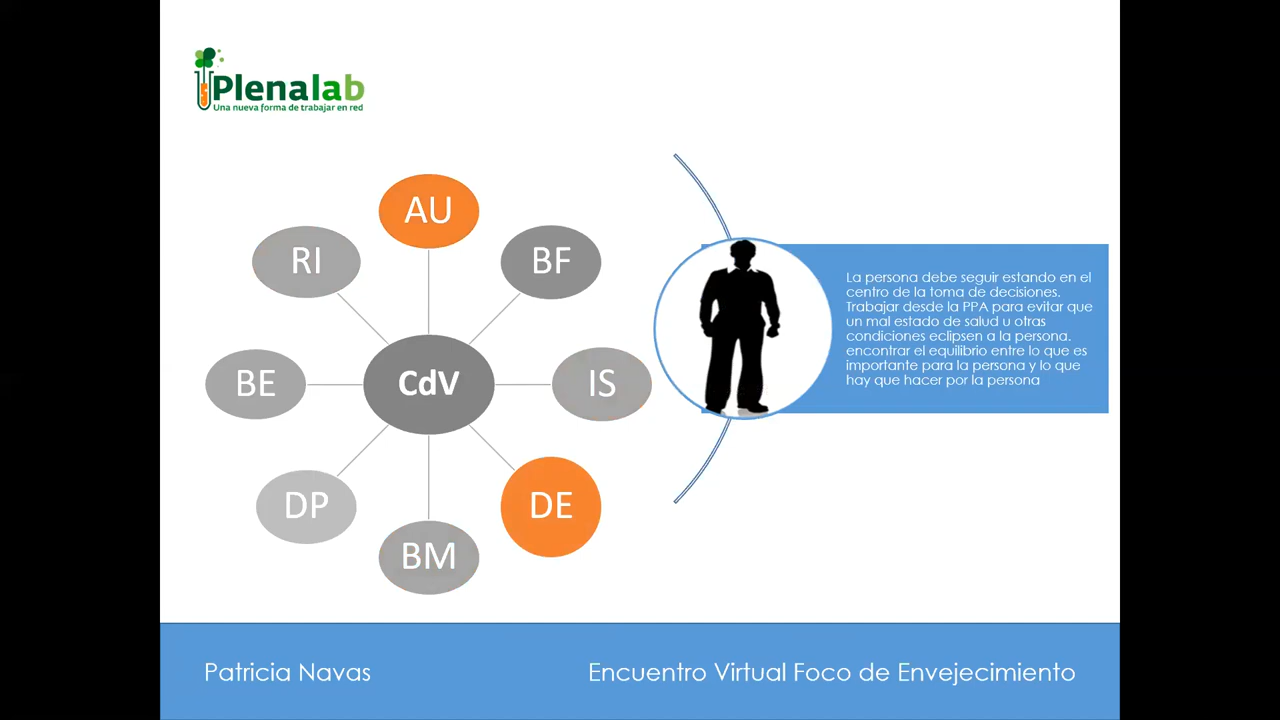 Plenalab
Una nueva forma de trabajar en red
AU
RI
BF
BE
CdV
IS
DP
DE
BM
La persona debe seguir estando en el
centro de la toma de decisiones.
Trabajar desde la PPA para evitar que
un mal estado de salud u otras
condiciones eclipsen a la persona.
encontrar el equilibrio entre lo que es
importante para la persona y lo que
hay que hacer por la persona
Patricia Navas
Encuentro Virtual Foco de Envejecimiento